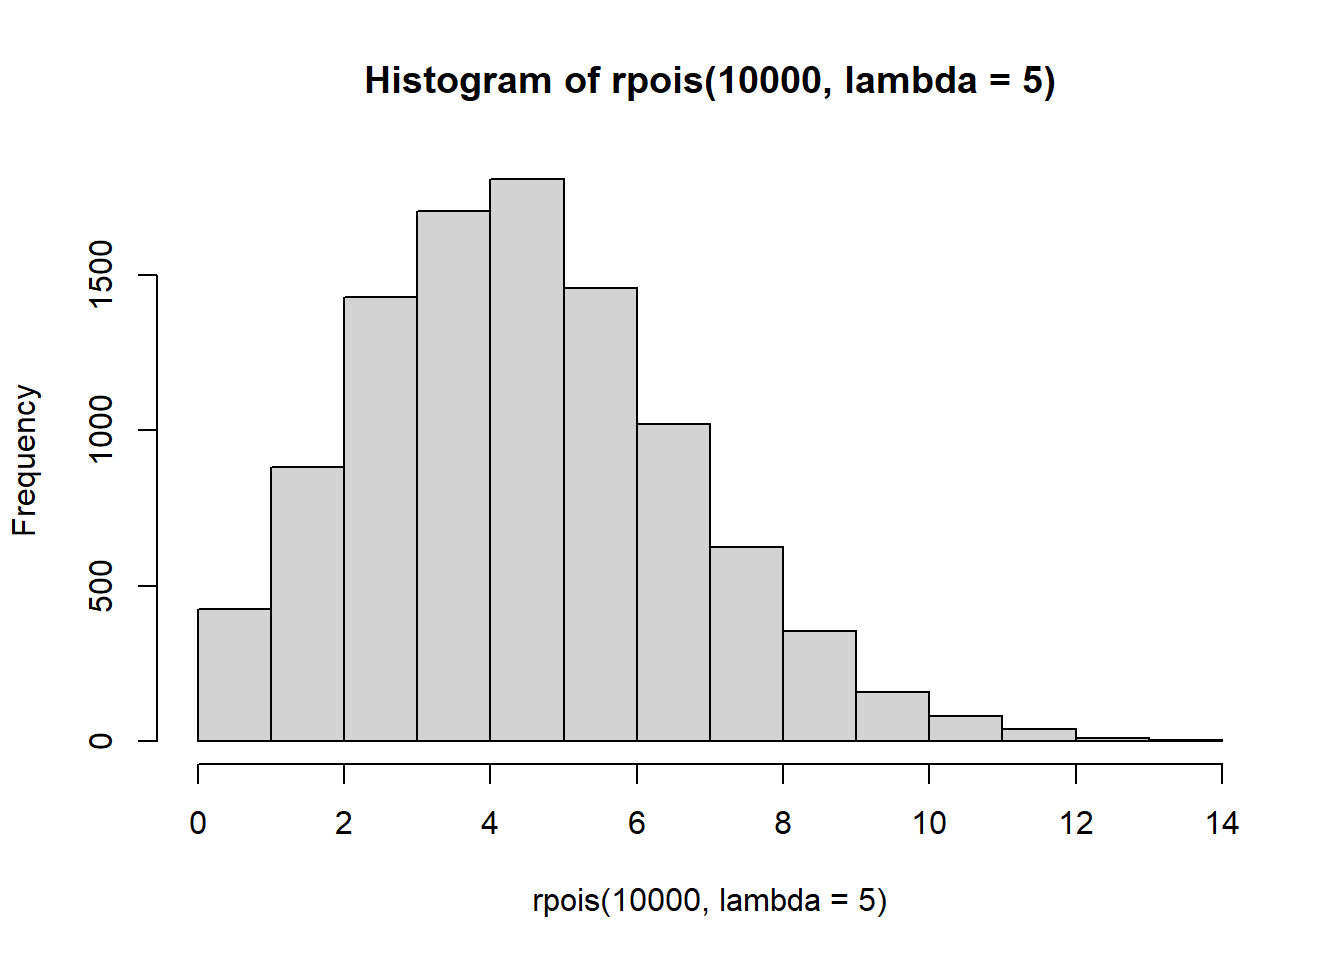 Histogram of rpois(10000, lambda = 5)
Frequency
1500
1000
500
0
0 2 4 6 8 10 12 14
rpois(10000, lambda = 5)